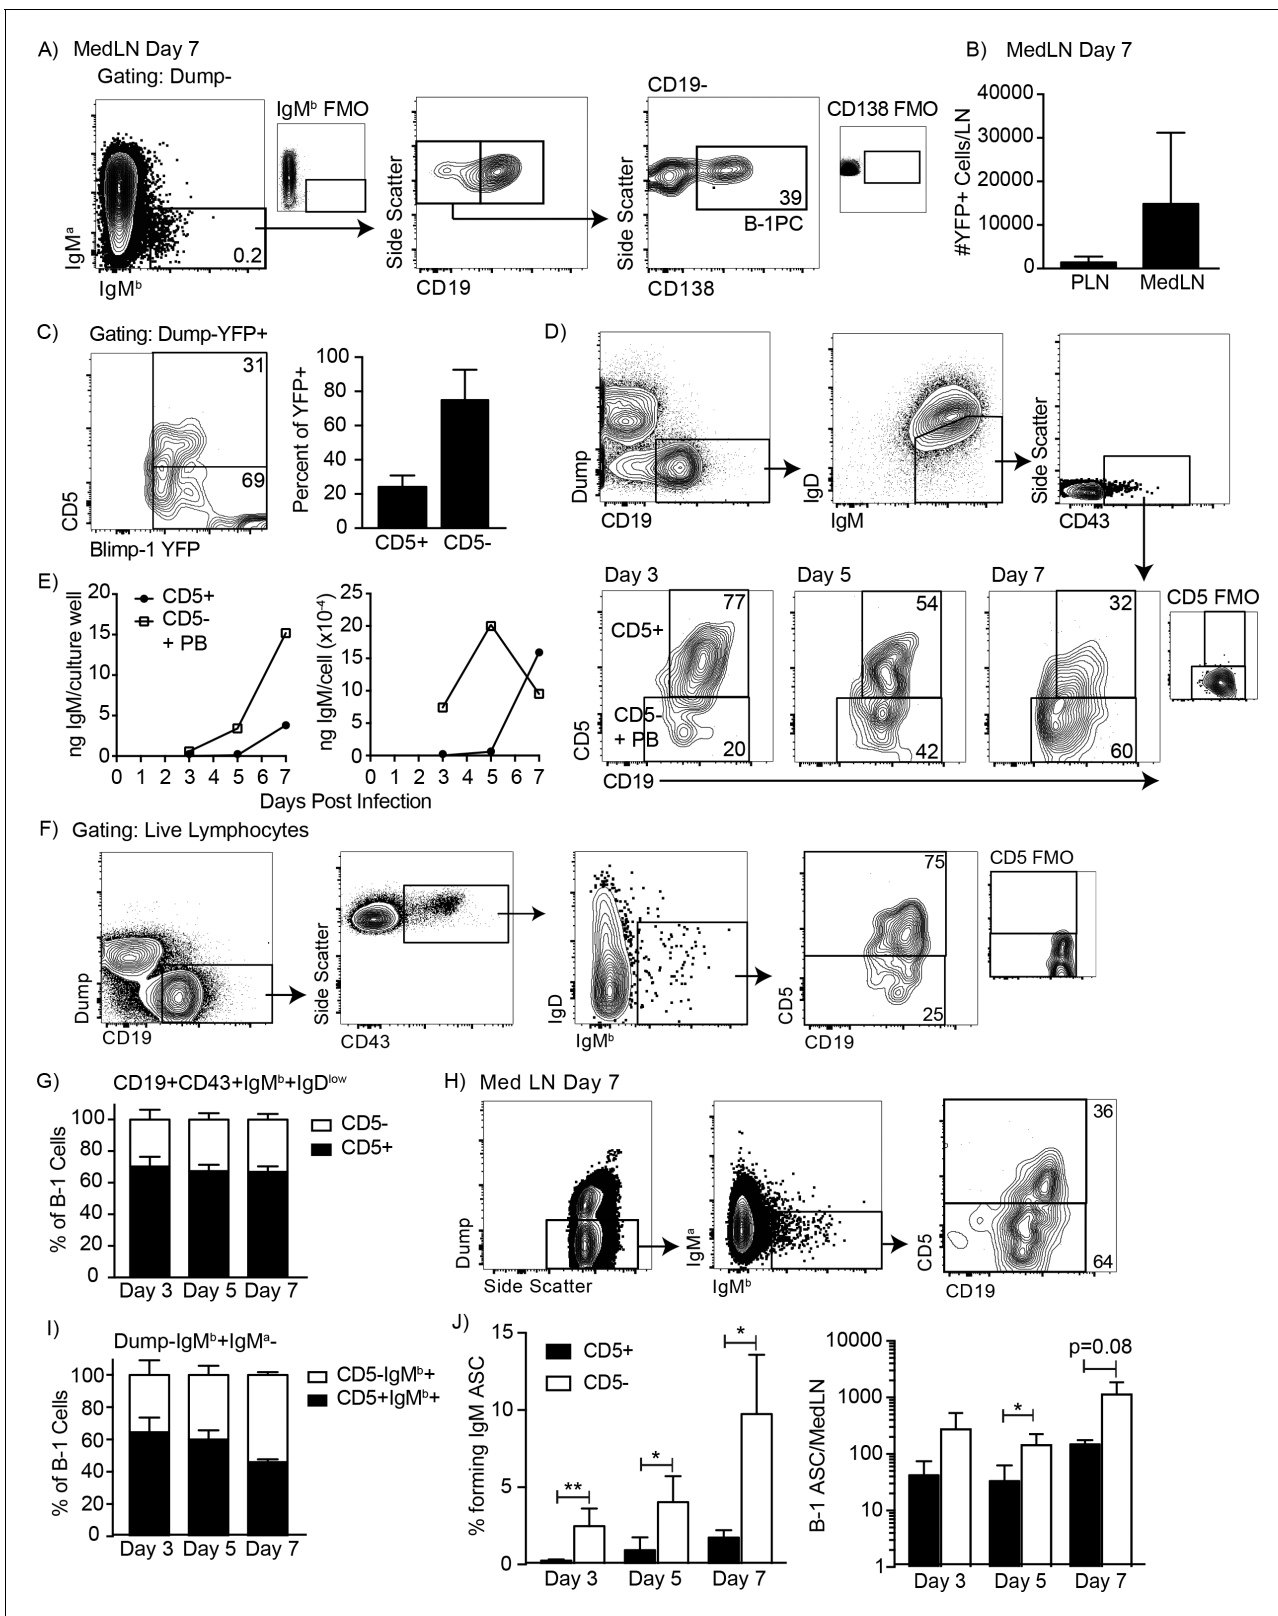 A) MedLN Day 7
Gating: Dump-
IgMᵇ FMO
CD19-
CD138 FMO
IgMᵃ
0.2
IgMᵇ
Side Scatter
CD19
Side Scatter
39
B-1PC
CD138
B) MedLN Day 7
#YFP+ Cells/LN
40000
30000
20000
10000
0
PLN MedLN
C) Gating: Dump-YFP+
31
69
CD5
Blimp-1 YFP
Percent of YFP+
100
80
60
40
20
0
CD5+ CD5-
D)
Dump
CD19
IgD
IgM
Side Scatter
CD43
Day 3
Day 5
Day 7
CD5 FMO
77
54
32
CD5+
CD5-
+ PB
20
42
60
CD5
CD19
E)
ng IgM/culture well
20
15
10
5
0
CD5+
CD5-
+ PB
0 1 2 3 4 5 6 7
ng IgM/cell (x10⁻⁴)
25
20
15
10
5
0
0 1 2 3 4 5 6 7
Days Post Infection
F) Gating: Live Lymphocytes
Dump
CD19
Side Scatter
CD43
IgD
IgMᵇ
75
25
CD5
CD19
CD5 FMO
G) CD19+CD43+IgMᵇ+IgDˡᵒʷ
% of B-1 Cells
100
80
60
40
20
0
CD5-
CD5+
Day 3 Day 5 Day 7
H) Med LN Day 7
Dump
Side Scatter
IgMᵃ
IgMᵇ
36
64
CD5
CD19
I)
Dump-IgMᵇ+IgMᵃ-
% of B-1 Cells
100
80
60
40
20
0
CD5-IgMᵇ+
CD5+IgMᵇ+
Day 3 Day 5 Day 7
J)
% forming IgM ASC
15
10
5
0
CD5+
CD5-
**
*
*
Day 3 Day 5 Day 7
B-1 ASC/MedLN
10000
1000
100
10
1
*
p=0.08
Day 3 Day 5 Day 7